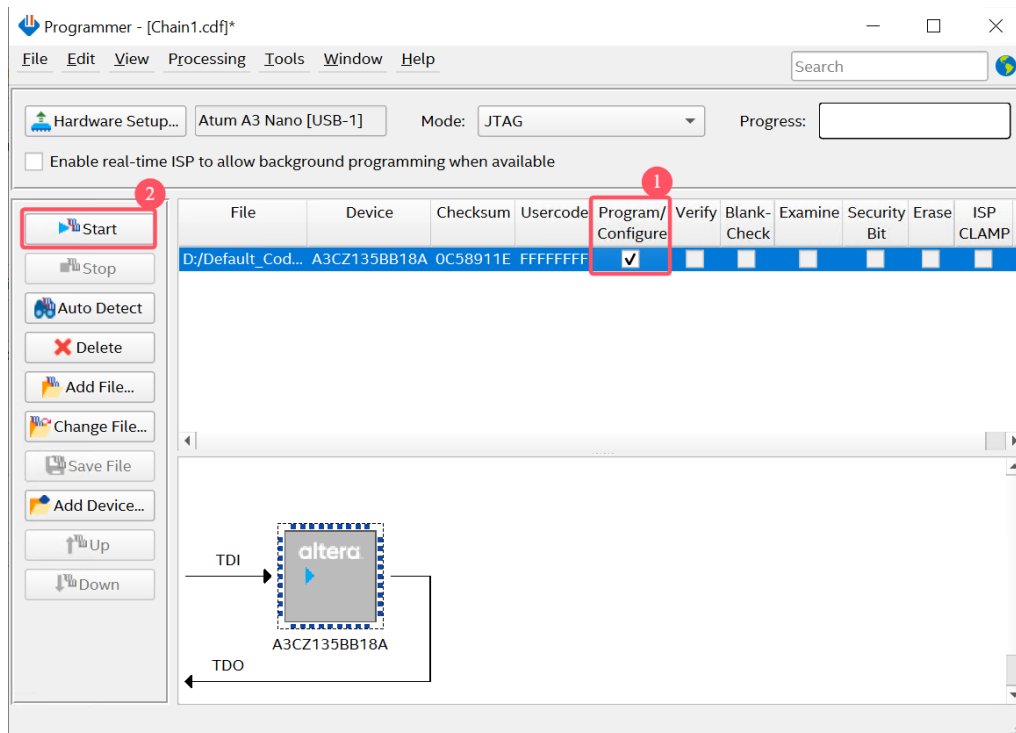 Programmer - [Chain1.cdf]*
File Edit View Processing Tools Window Help
Search
Hardware Setup... Atum A3 Nano [USB-1] Mode: JTAG Progress:
Enable real-time ISP to allow background programming when available
2 1
Start
Stop
Auto Detect
Delete
Add File...
Change File...
Save File
Add Device...
Up
Down
File Device Checksum Usercode Program/ Verify Blank- Examine Security Erase ISP
Configure Check Bit CLAMP
D:/Default_Cod... A3CZ135BB18A 0C58911E FFFFFFFF
altera
TDI
A3CZ135BB18A
TDO